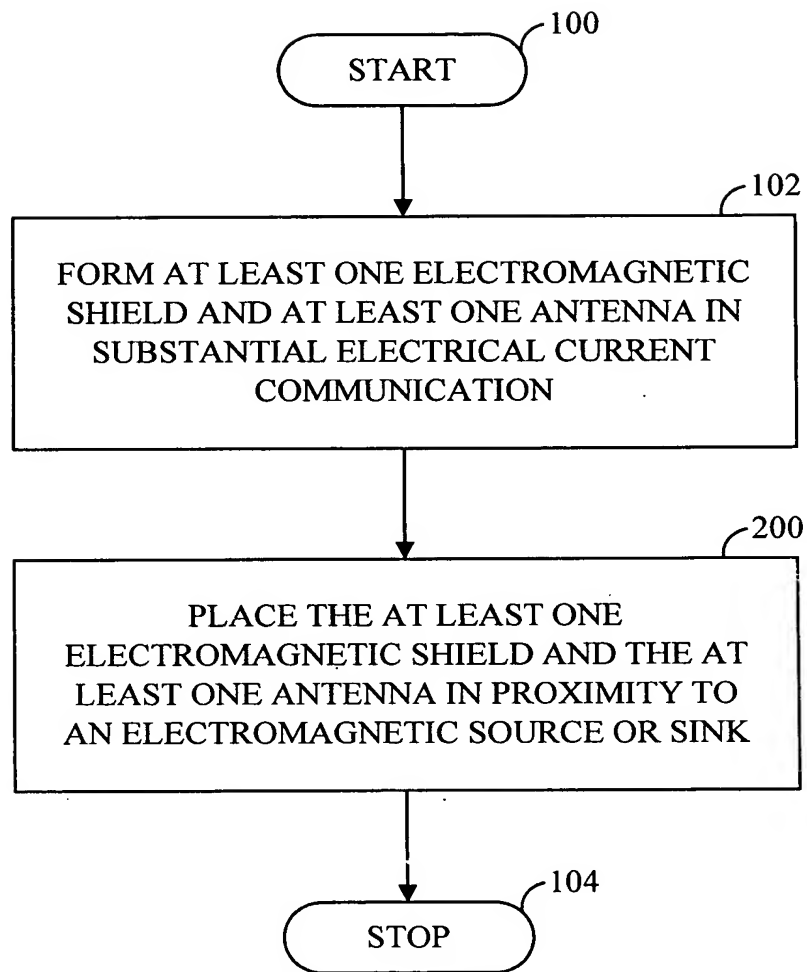 100
START
102
FORM AT LEAST ONE ELECTROMAGNETIC
SHIELD AND AT LEAST ONE ANTENNA IN
SUBSTANTIAL ELECTRICAL CURRENT
COMMUNICATION
200
PLACE THE AT LEAST ONE
ELECTROMAGNETIC SHIELD AND THE AT
LEAST ONE ANTENNA IN PROXIMITY TO
AN ELECTROMAGNETIC SOURCE OR SINK
104
STOP